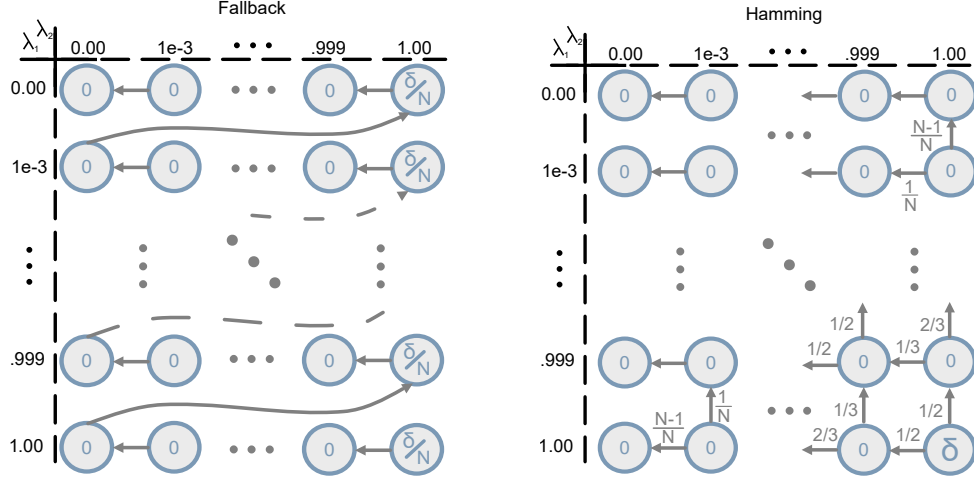 Fallback
λ₁ λ₂ 0.00 1e-3 ••• .999 1.00
0.00 0 0 ••• 0 δ/N
1e-3 0 0 ••• 0 δ/N
.999 0 0 ••• 0 δ/N
1.00 0 0 ••• 0 δ/N
Hamming
λ₁ λ₂ 0.00 1e-3 ••• .999 1.00
0.00 0 0 0 0
••• N-1/N
1e-3 0 0 0 1/N 0
1/2 2/3
.999 0 0 1/2 0 1/3 0
1/N ••• 1/3 1/2
1.00 0 N-1/N 0 2/3 0 1/2 δ